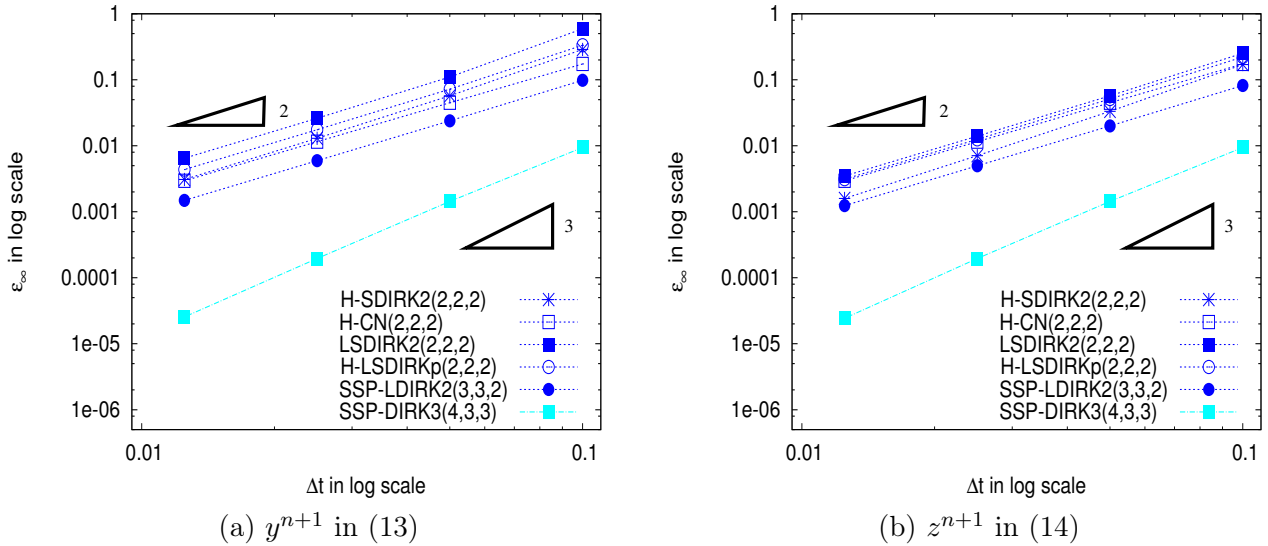 1
0.1
0.01
0.001
0.0001
1e-05
1e-06
ε∞ in log scale
2
3
H-SDIRK2(2,2,2)
H-CN(2,2,2)
LSDIRK2(2,2,2)
H-LSDIRKp(2,2,2)
SSP-LDIRK2(3,3,2)
SSP-DIRK3(4,3,3)
0.01
0.1
Δt in log scale
(a) yⁿ⁺¹ in (13)
1
0.1
0.01
0.001
0.0001
1e-05
1e-06
ε∞ in log scale
2
3
H-SDIRK2(2,2,2)
H-CN(2,2,2)
LSDIRK2(2,2,2)
H-LSDIRKp(2,2,2)
SSP-LDIRK2(3,3,2)
SSP-DIRK3(4,3,3)
0.01
0.1
Δt in log scale
(b) zⁿ⁺¹ in (14)